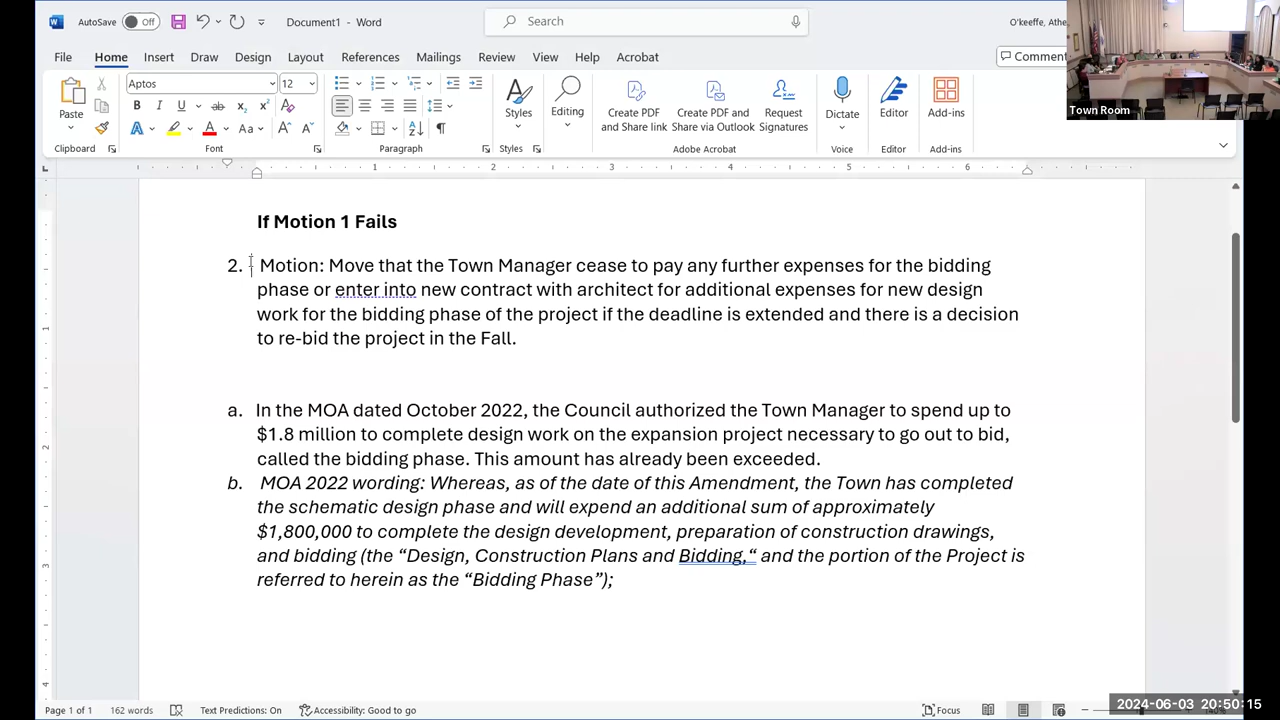 AutoSave Off Document1 - Word Search O'keeffe, Athe
File Home Insert Draw Design Layout References Mailings Review View Help Acrobat Comment
Aptos 12
Paste Styles Editing Create PDF and Share link Create PDF and Share via Outlook Request Signatures Dictate Editor Add-ins
Clipboard Font Paragraph Styles Adobe Acrobat Voice Editor Add-ins
Town Room
1 2 3 4 5 6
If Motion 1 Fails
2. Motion: Move that the Town Manager cease to pay any further expenses for the bidding
phase or enter into new contract with architect for additional expenses for new design
work for the bidding phase of the project if the deadline is extended and there is a decision
to re-bid the project in the Fall.
a. In the MOA dated October 2022, the Council authorized the Town Manager to spend up to
$1.8 million to complete design work on the expansion project necessary to go out to bid,
called the bidding phase. This amount has already been exceeded.
b. MOA 2022 wording: Whereas, as of the date of this Amendment, the Town has completed
the schematic design phase and will expend an additional sum of approximately
$1,800,000 to complete the design development, preparation of construction drawings,
and bidding (the “Design, Construction Plans and Bidding,“ and the portion of the Project is
referred to herein as the “Bidding Phase”);
Page 1 of 1 162 words Text Predictions: On Accessibility: Good to go Focus
2024-06-03 20:50:15